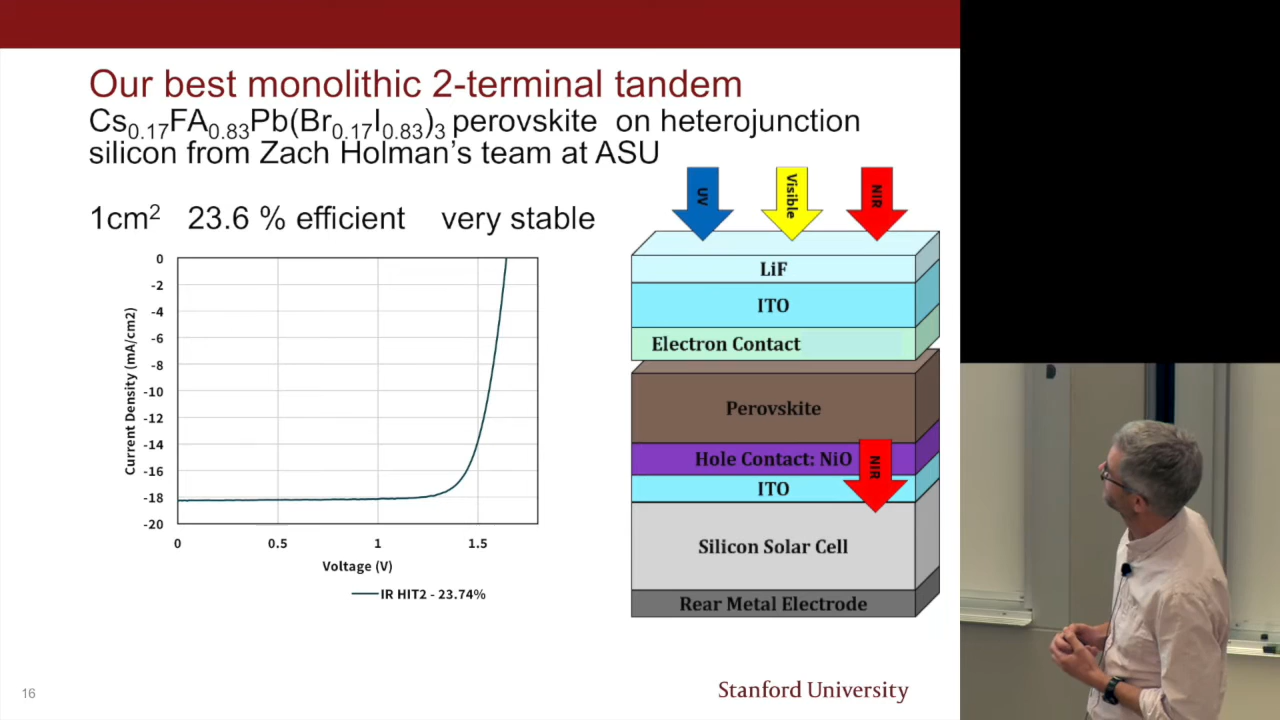 Our best monolithic 2-terminal tandem
Cs0.17FA0.83Pb(Br0.17I0.83)3 perovskite on heterojunction
silicon from Zach Holman's team at ASU
1cm² 23.6 % efficient very stable
UV
Visible
NIR
LiF
ITO
Electron Contact
Perovskite
Hole Contact: NiO
NIR
ITO
Silicon Solar Cell
Rear Metal Electrode
Current Density (mA/cm2)
0
-2
-4
-6
-8
-10
-12
-14
-16
-18
-20
0 0.5 1 1.5
Voltage (V)
IR HIT2 - 23.74%
16
Stanford University